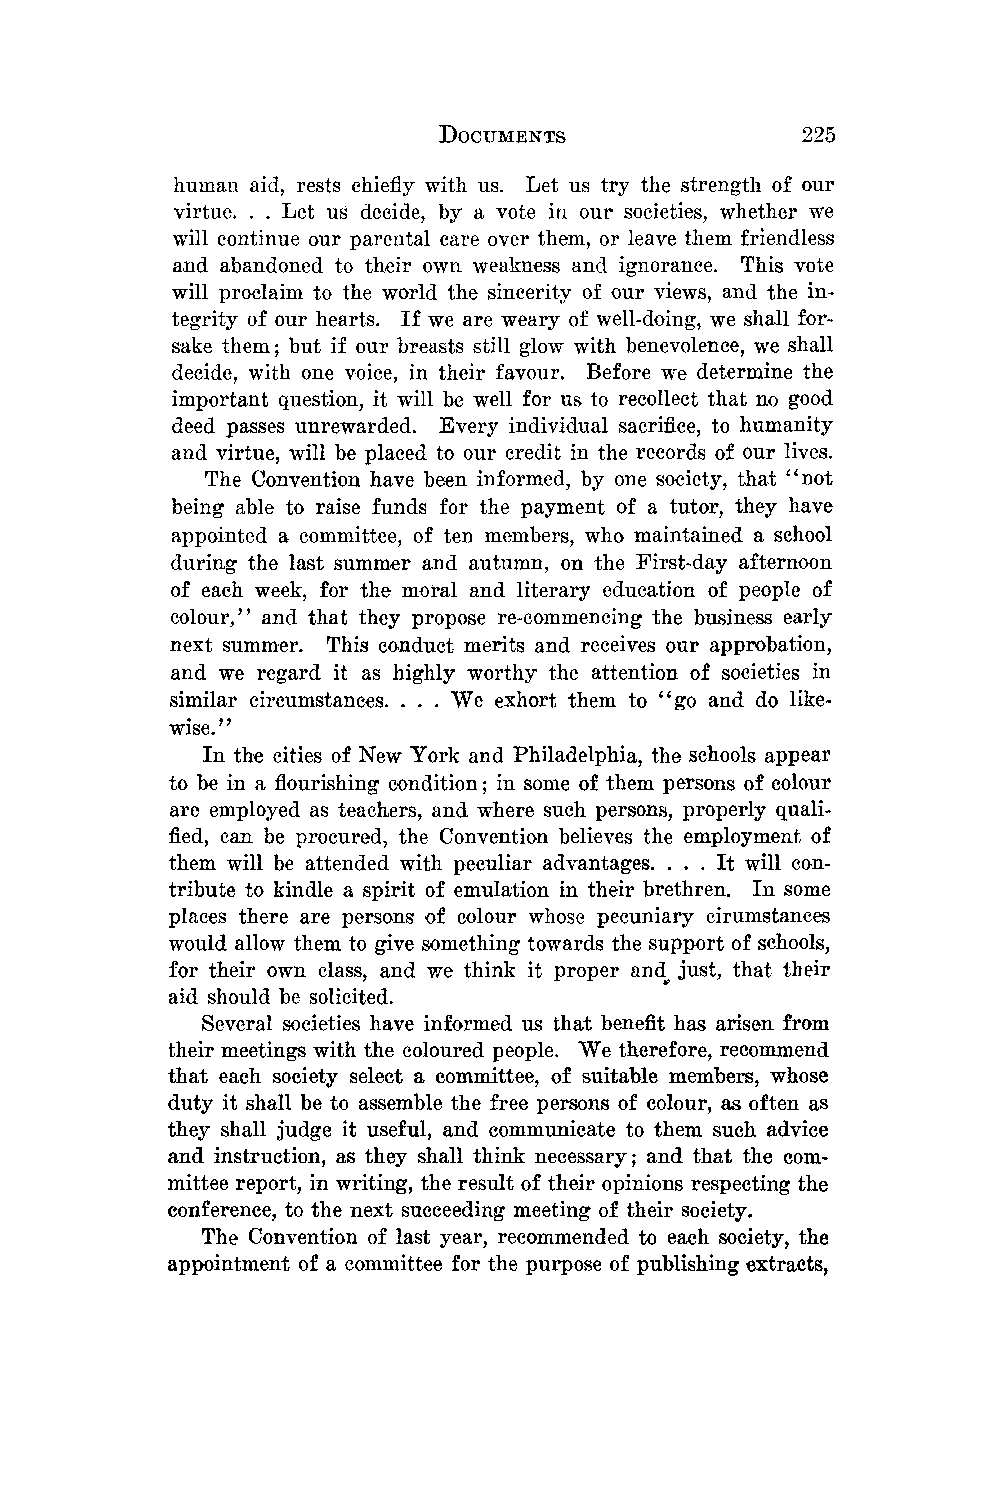 DOCUMENTS 225
human aid, rests chiefly with us. Let us try the strength of our
virtue. . . Let us decide, by a vote in our societies, whether we
will continue our parental care over them, or leave them friendless
and abandoned to their own weakness and ignorance. This vote
will proclaim to the world the sincerity of our views, and the in-
tegrity of our hearts. If we are weary of well-doing, we shall for-
sake them; but if our breasts still glow with benevolence, we shall
decide, with one voice, in their favour. Before we determine the
important question, it will be well for us to recollect that no good
deed passes unrewarded. Every individual sacrifice, to humanity
and virtue, will be placed to our credit in the records of our lives.
The Convention have been informed, by one society, that "not
being able to raise funds for the payment of a tutor, they have
appointed a committee, of ten members, who maintained a school
during the last summer and autumn, on the First-day afternoon
of each week, for the moral and literary education of people of
colour," and that they propose re-commencing the business early
next summer. This conduct merits and receives our approbation,
and we regard it as highly worthy the attention of societies in
similar circumstances. . . . We exhort them to "go and do like-
wise."
In the cities of New York and Philadelphia, the schools appear
to be in a flourishing condition; in some of them persons of colour
are employed as teachers, and where such persons, properly quali-
fied, can be procured, the Convention believes the employment of
them will be attended with peculiar advantages. . . . It will con-
tribute to kindle a spirit of emulation in their brethren. In some
places there are persons of colour whose pecuniary cirumstances
would allow them to give something towards the support of schools,
for their own class, and we think it proper and just, that their
aid should be solicited.
Several societies have informed us that benefit has arisen from
their meetings with the coloured people. We therefore, recommend
that each society select a committee, of suitable members, whose
duty it shall be to assemble the free persons of colour, as often as
they shall judge it useful, and communicate to them such advice
and instruction, as they shall think necessary; and that the com-
mittee report, in writing, the result of their opinions respecting the
conference, to the next succeeding meeting of their society.
The Convention of last year, recommended to each society, the
appointment of a committee for the purpose of publishing extracts,